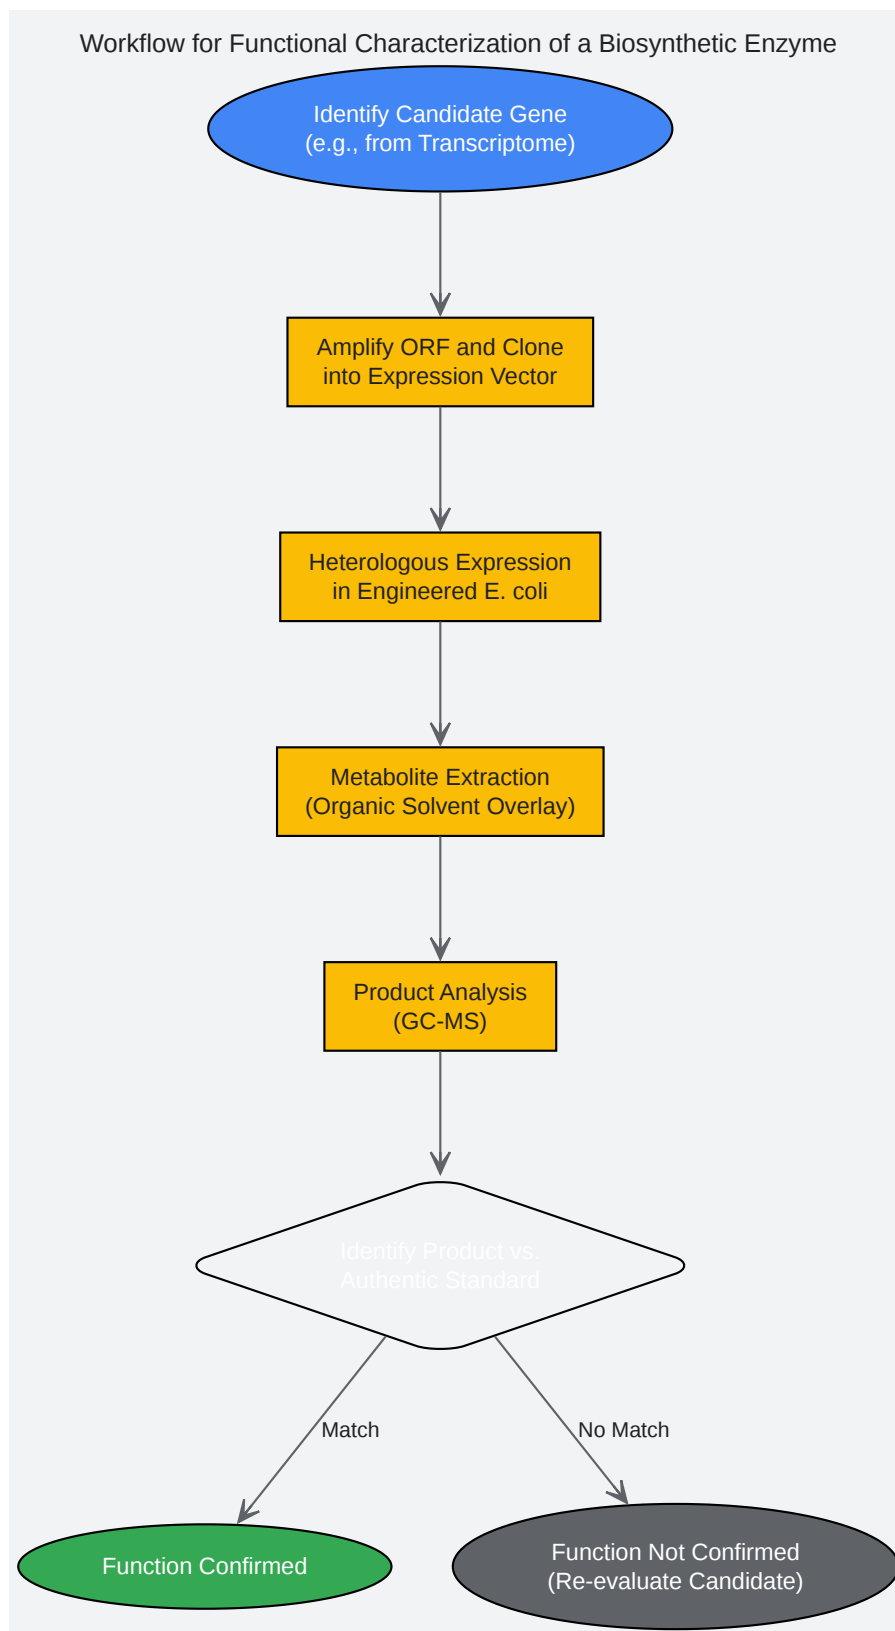 Workflow for Functional Characterization of a Biosynthetic Enzyme
Identify Candidate Gene
(e.g., from Transcriptome)
Amplify ORF and Clone
into Expression Vector
Heterologous Expression
in Engineered E. coli
Metabolite Extraction
(Organic Solvent Overlay)
Product Analysis
(GC-MS)
Identify Product vs.
Authentic Standard
Match
No Match
Function Confirmed
Function Not Confirmed
(Re-evaluate Candidate)